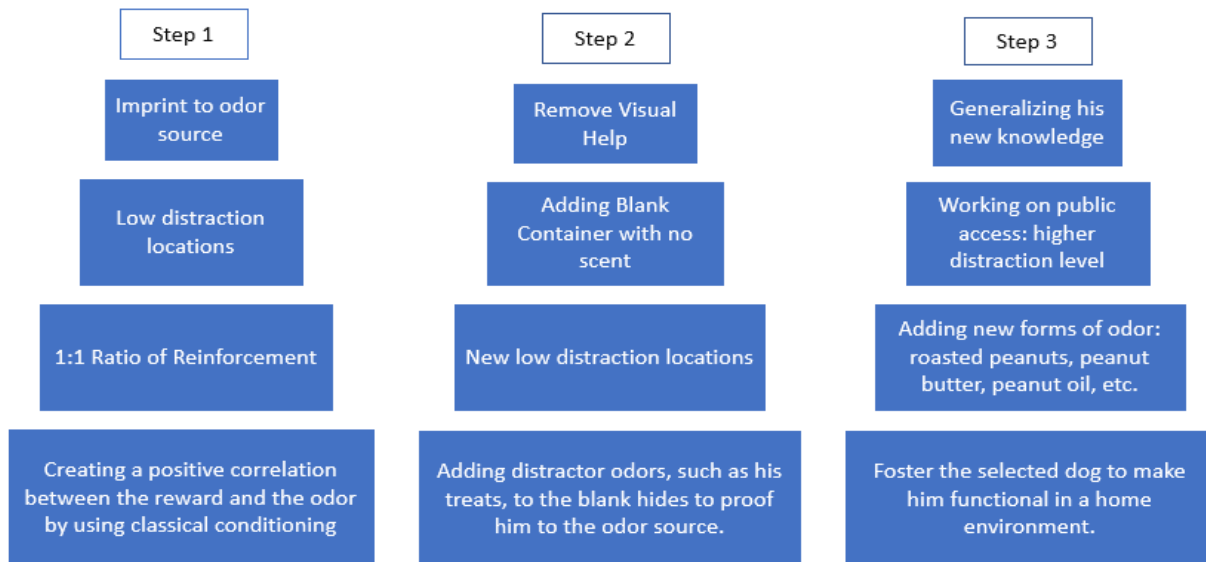 Step 1
Imprint to odor
source
Low distraction
locations
1:1 Ratio of Reinforcement
Creating a positive correlation
between the reward and the odor
by using classical conditioning
Step 2
Remove Visual
Help
Adding Blank
Container with no
scent
New low distraction locations
Adding distractor odors, such as his
treats, to the blank hides to proof
him to the odor source.
Step 3
Generalizing his
new knowledge
Working on public
access: higher
distraction level
Adding new forms of odor:
roasted peanuts, peanut
butter, peanut oil, etc.
Foster the selected dog to make
him functional in a home
environment.